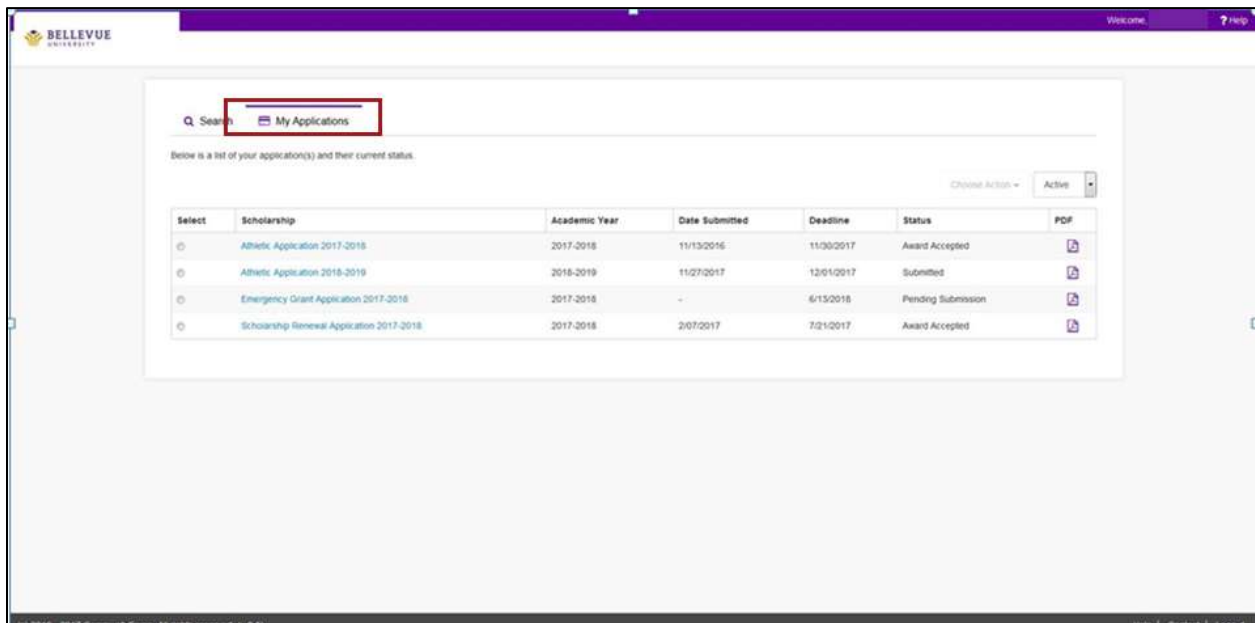 Welcome, ? Help
BELLEVUE
UNIVERSITY
Search My Applications
Below is a list of your application(s) and their current status.
Choose Action Active
Select Scholarship Academic Year Date Submitted Deadline Status PDF
Athletic Application 2017-2018 2017-2018 11/13/2016 11/30/2017 Award Accepted
Athletic Application 2018-2019 2018-2019 11/27/2017 12/01/2017 Submitted
Emergency Grant Application 2017-2018 2017-2018 - 6/13/2018 Pending Submission
Scholarship Renewal Application 2017-2018 2017-2018 2/07/2017 7/21/2017 Award Accepted